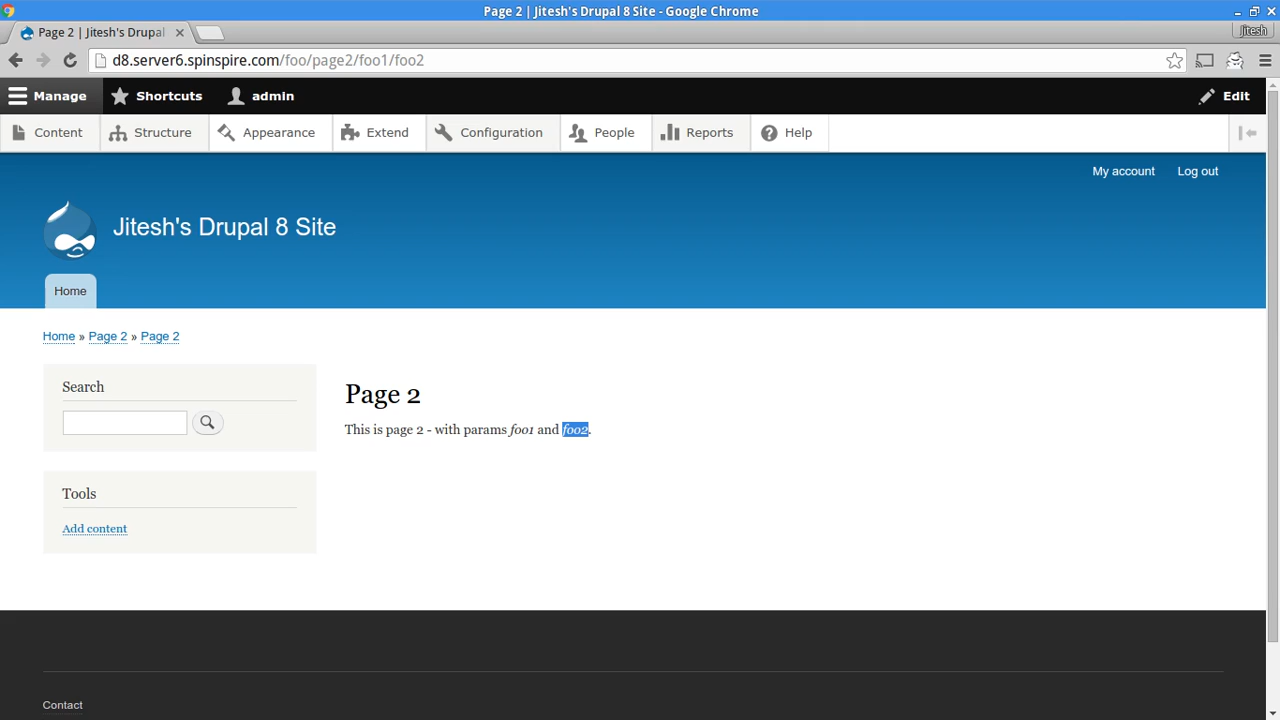 Page 2 | Jitesh's Drupal 8 Site - Google Chrome
Page 2 | Jitesh's Drupal
Jitesh
d8.server6.spinspire.com/foo/page2/foo1/foo2
Manage Shortcuts admin Edit
Content Structure Appearance Extend Configuration People Reports Help
My account Log out
Jitesh's Drupal 8 Site
Home
Home » Page 2 » Page 2
Search
Page 2
This is page 2 - with params foo1 and foo2.
Tools
Add content
Contact